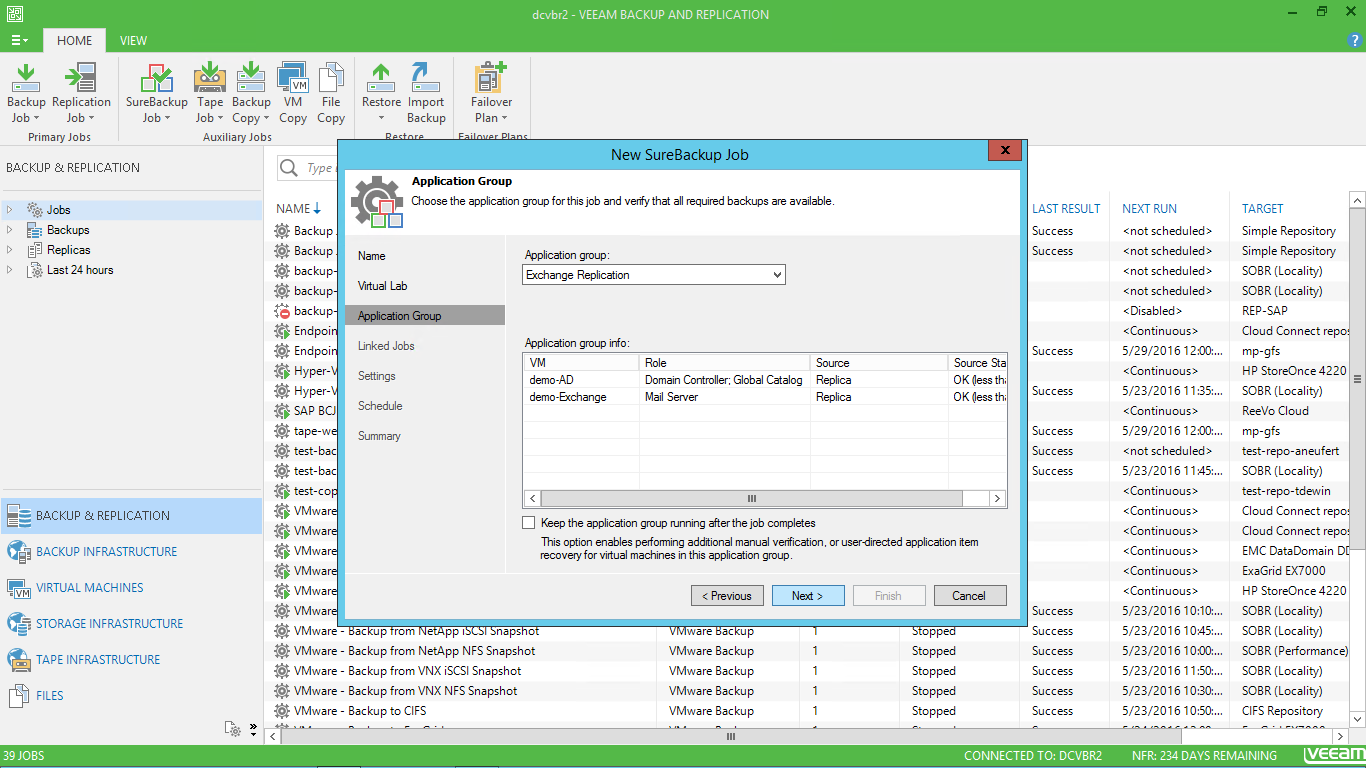 dcvbr2 - VEEAM BACKUP AND REPLICATION
HOME VIEW
Backup Job Replication Job SureBackup Job Tape Job Backup Copy VM Copy File Copy Restore Import Backup Failover Plan
Primary Jobs Auxiliary Jobs Restore Failover Plans
BACKUP & REPLICATION
Jobs
Backups
Replicas
Last 24 hours
BACKUP & REPLICATION
BACKUP INFRASTRUCTURE
VIRTUAL MACHINES
STORAGE INFRASTRUCTURE
TAPE INFRASTRUCTURE
FILES
Type
New SureBackup Job
x
Application Group
Choose the application group for this job and verify that all required backups are available.
Name
Virtual Lab
Application Group
Linked Jobs
Settings
Schedule
Summary
Application group:
Exchange Replication
Application group info:
VM Role Source Source Sta
demo-AD Domain Controller; Global Catalog Replica OK (less tha
demo-Exchange Mail Server Replica OK (less tha
Keep the application group running after the job completes
This option enables performing additional manual verification, or user-directed application item
recovery for virtual machines in this application group.
< Previous Next > Finish Cancel
NAME LAST RESULT NEXT RUN TARGET
Backup Success <not scheduled> Simple Repository
Backup Success <not scheduled> Simple Repository
backup- <not scheduled> SOBR (Locality)
backup- <not scheduled> SOBR (Locality)
backup- <Disabled> REP-SAP
Endpoin <Continuous> Cloud Connect repos
Endpoin Success 5/29/2016 12:00:... mp-gfs
Hyper-V <Continuous> HP StoreOnce 4220
Hyper-V Success 5/23/2016 11:35:... SOBR (Locality)
SAP BCJ <Continuous> ReeVo Cloud
tape-we Success 5/29/2016 12:00:... mp-gfs
test-bac <not scheduled> test-repo-aneufert
test-bac Success 5/23/2016 11:45:... SOBR (Locality)
test-cop <Continuous> test-repo-tdewin
VMware <Continuous> Cloud Connect repos
VMware <Continuous> Cloud Connect repos
VMware <Continuous> EMC DataDomain DD
VMware <Continuous> ExaGrid EX7000
VMware <Continuous> HP StoreOnce 4220
VMware Success 5/23/2016 10:10:... SOBR (Locality)
VMware - Backup from NetApp iSCSI Snapshot VMware Backup 1 Stopped Success 5/23/2016 10:45:... SOBR (Locality)
VMware - Backup from NetApp NFS Snapshot VMware Backup 1 Stopped Success 5/23/2016 10:00:... SOBR (Performance)
VMware - Backup from VNX iSCSI Snapshot VMware Backup 1 Stopped Success 5/23/2016 11:50:... SOBR (Locality)
VMware - Backup from VNX NFS Snapshot VMware Backup 1 Stopped Success 5/23/2016 10:30:... SOBR (Locality)
VMware - Backup to CIFS VMware Backup 1 Stopped Success 5/23/2016 10:50:... CIFS Repository
39 JOBS CONNECTED TO: DCVBR2 NFR: 234 DAYS REMAINING veeam